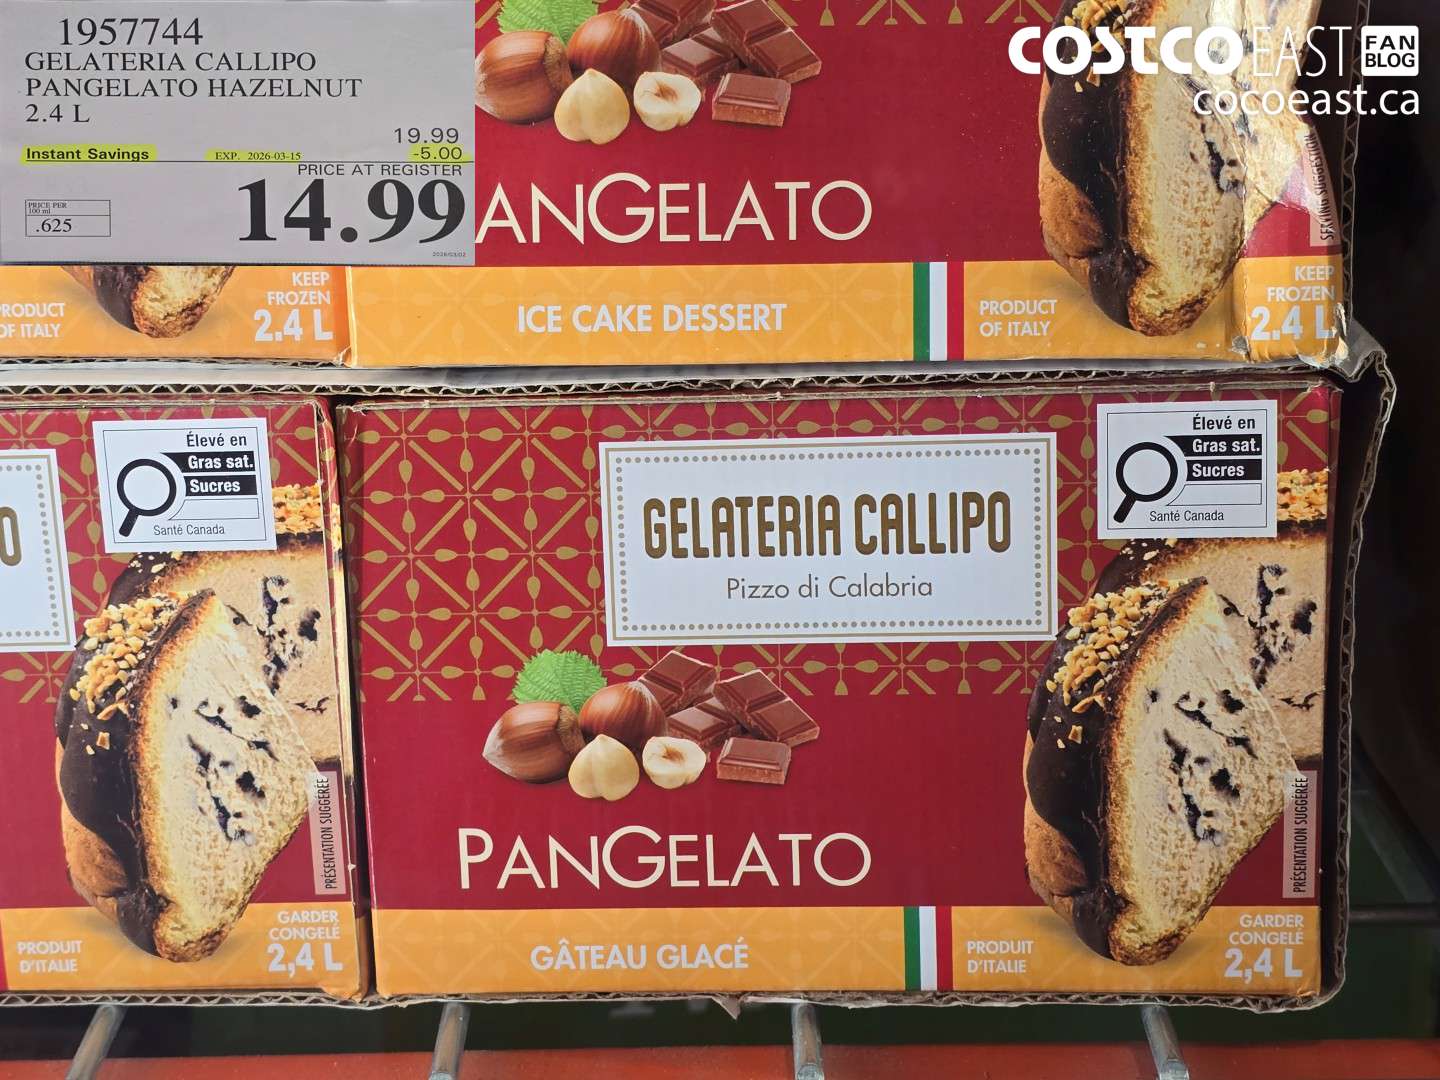 1957744
GELATERIA CALLIPO
PANGELATO HAZELNUT
2.4 L
19.99
Instant Savings EXP. 2026-03-15 -5.00
PRICE AT REGISTER
14.99
PRICE PER
100 ml
.625
2026/03/02
COSTCO EAST FAN BLOG
cocoeast.ca
SERVING SUGGESTION
ANGELATO
PRODUCT
OF ITALY
KEEP
FROZEN
2.4 L
ICE CAKE DESSERT
PRODUCT
OF ITALY
KEEP
FROZEN
2.4 L
Élevé en
Gras sat.
Sucres
Santé Canada
O
PRÉSENTATION SUGGÉRÉE
PRODUIT
D'ITALIE
GARDER
CONGELÉ
2,4 L
Élevé en
Gras sat.
Sucres
Santé Canada
GELATERIA CALLIPO
Pizzo di Calabria
PANGELATO
PRÉSENTATION SUGGÉRÉE
GÂTEAU GLACÉ
PRODUIT
D'ITALIE
GARDER
CONGELÉ
2,4 L